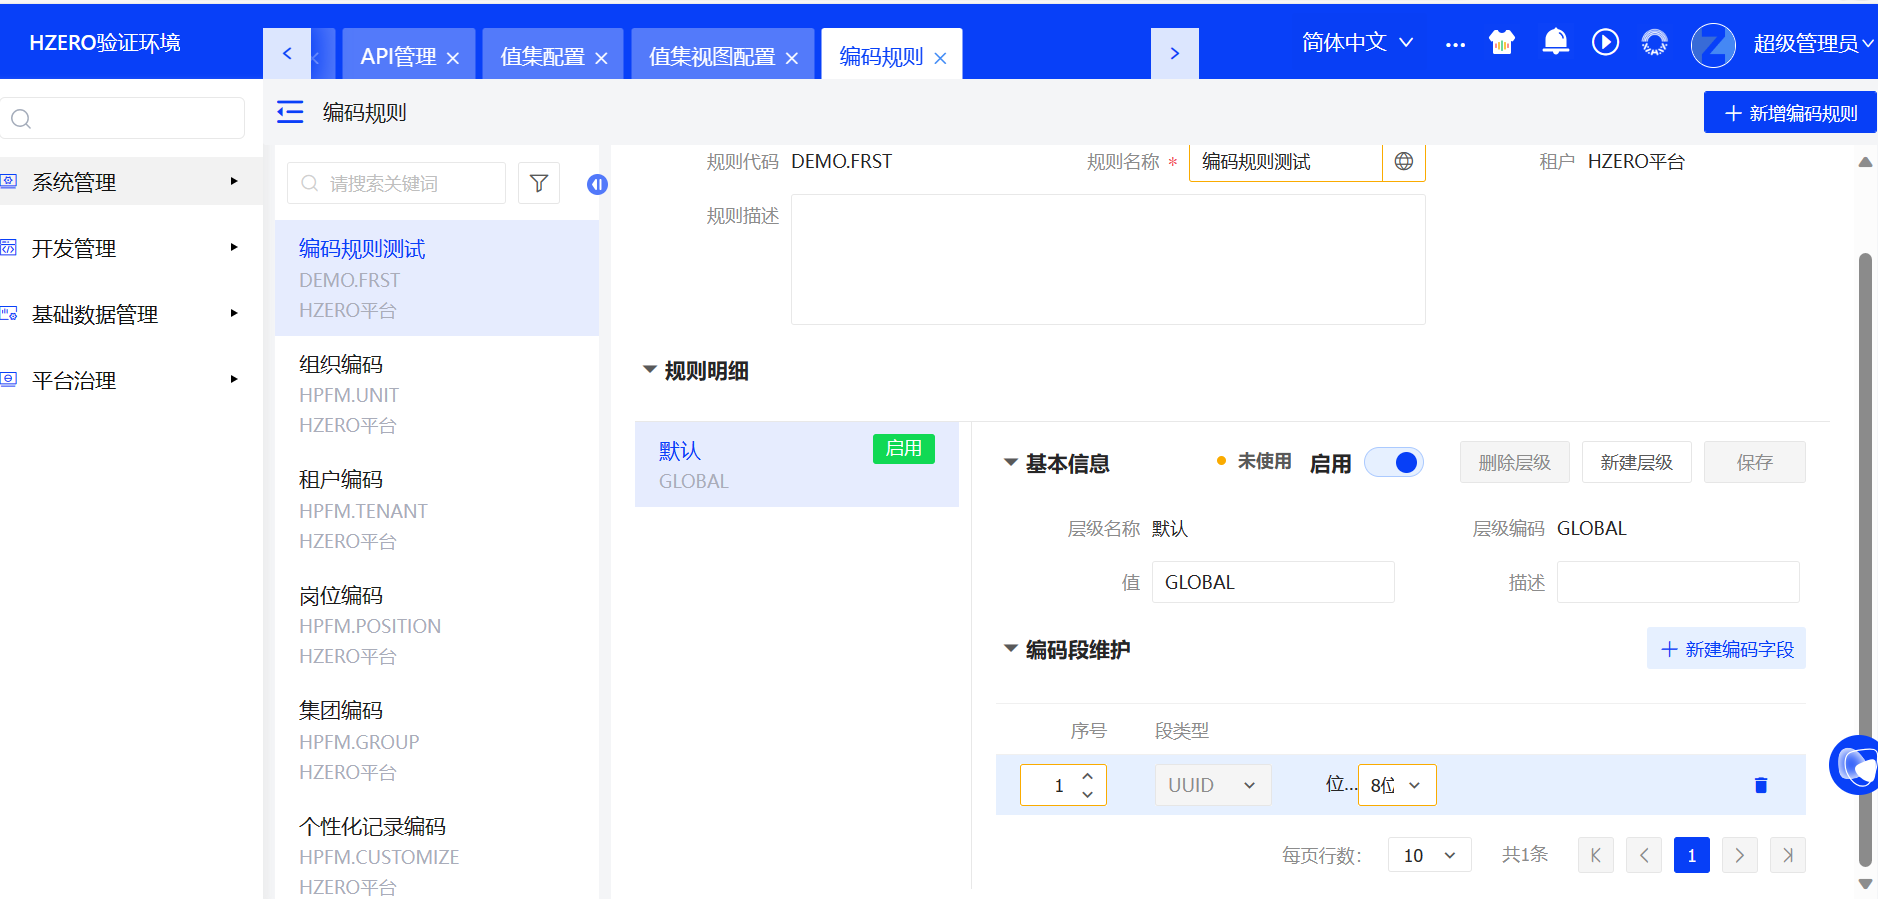 HZERO验证环境
API管理
值集配置
值集视图配置
编码规则
简体中文
...
超级管理员
编码规则
新增编码规则
系统管理
开发管理
基础数据管理
平台治理
请搜索关键词
编码规则测试
DEMO.FRST
HZERO平台
组织编码
HPFM.UNIT
HZERO平台
租户编码
HPFM.TENANT
HZERO平台
岗位编码
HPFM.POSITION
HZERO平台
集团编码
HPFM.GROUP
HZERO平台
个性化记录编码
HPFM.CUSTOMIZE
HZERO平台
规则代码 DEMO.FRST
规则名称 * 编码规则测试
租户 HZERO平台
规则描述
规则明细
默认 启用
GLOBAL
基本信息 未使用 启用 删除层级 新建层级 保存
层级名称 默认 层级编码 GLOBAL
值 GLOBAL 描述
编码段维护 新建编码字段
序号 段类型
1 UUID 位... 8位
每页行数： 10 共1条 1